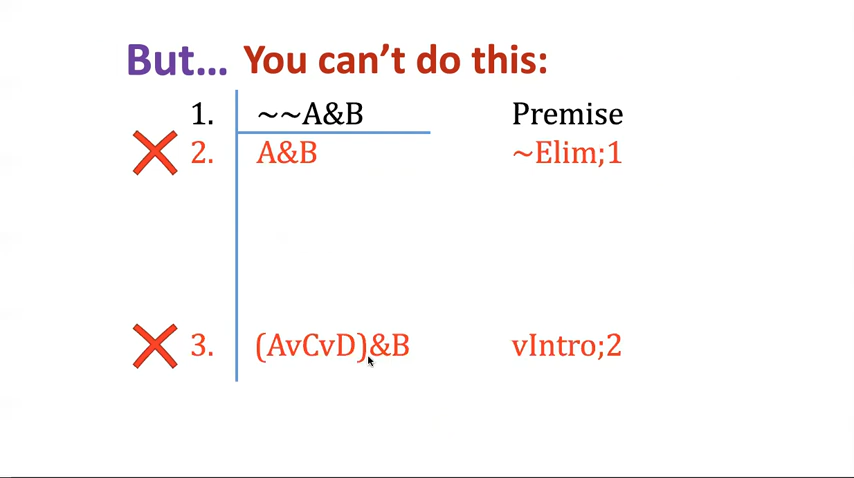 But... You can't do this:
1. ~~A&B Premise
2. A&B ~Elim;1
3. (AvCvD)&B vIntro;2